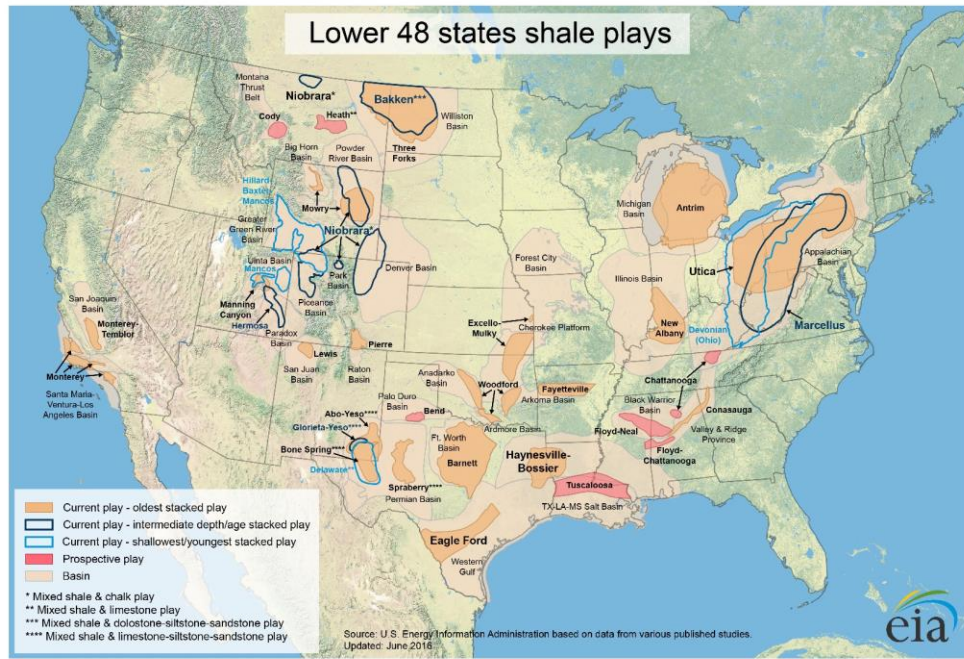 Lower 48 states shale plays
Montana
Thrust
Belt
Niobrara*
Bakken***
Williston
Basin
Cody
Heath**
Big Horn
Basin
Powder
River Basin
Three
Forks
Hilliard-
Baxter-
Mancos
Mowry
Greater
Green River
Basin
Niobrara*
Michigan
Basin
Antrim
Uinta Basin
Mancos
Park
Basin
Denver Basin
Forest City
Basin
Illinois Basin
Utica
Appalachian
Basin
San Joaquin
Basin
Manning
Canyon
Hermosa
Piceance
Basin
Paradox
Basin
Monterey-
Temblor
Excello-
Mulky
Cherokee Platform
New
Albany
Devonian
(Ohio)
Marcellus
Lewis
Pierre
Monterey
San Juan
Basin
Raton
Basin
Anadarko
Basin
Woodford
Fayetteville
Arkoma Basin
Chattanooga
Santa Maria-
Ventura-Los
Angeles Basin
Palo Duro
Basin
Bend
Ardmore Basin
Black Warrior
Basin
Conasauga
Abo-Yeso****
Glorieta-Yeso****
Bone Spring****
Delaware**
Ft. Worth
Basin
Barnett
Floyd-Neal
Valley & Ridge
Province
Haynesville-
Bossier
Floyd-
Chattanooga
Spraberry****
Permian Basin
Tuscaloosa
TX-LA-MS Salt Basin
Eagle Ford
Western
Gulf
Current play - oldest stacked play
Current play - intermediate depth/age stacked play
Current play - shallowest/youngest stacked play
Prospective play
Basin
* Mixed shale & chalk play
** Mixed shale & limestone play
*** Mixed shale & dolostone-siltstone-sandstone play
**** Mixed shale & limestone-siltstone-sandstone play
Source: U.S. Energy Information Administration based on data from various published studies.
Updated: June 2016
eia